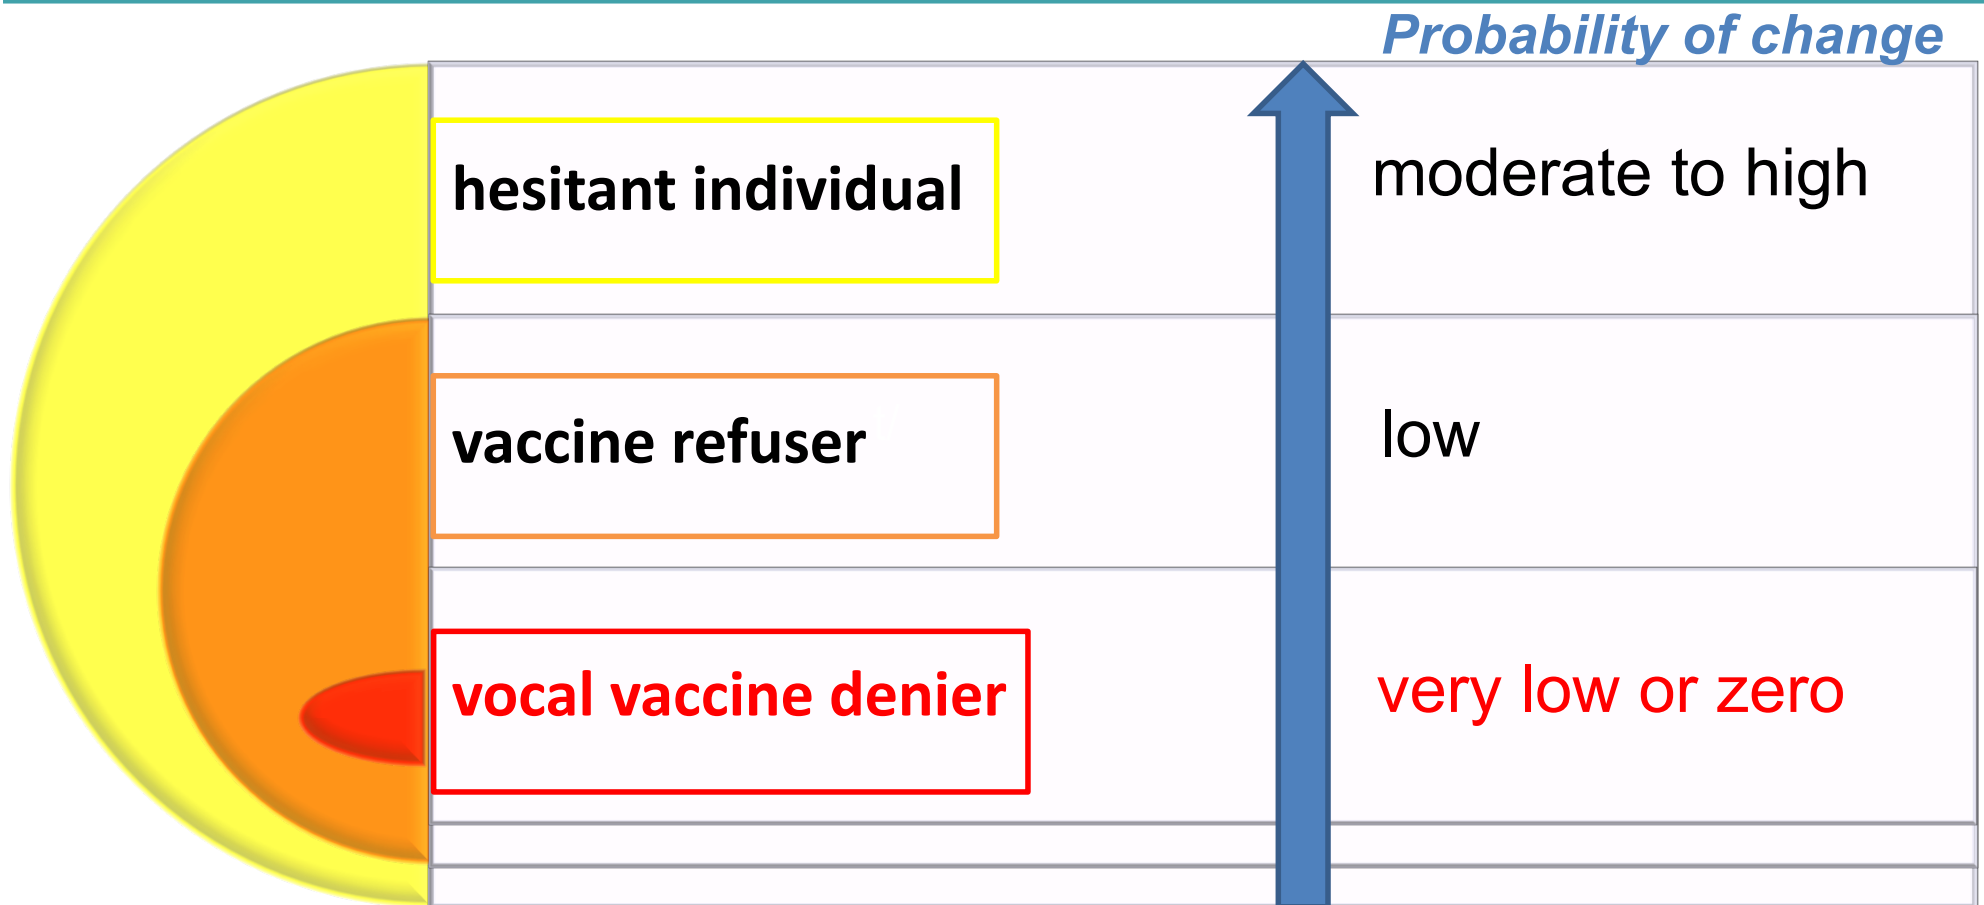 Probability of change
hesitant individual
moderate to high
vaccine refuser
low
vocal vaccine denier
very low or zero